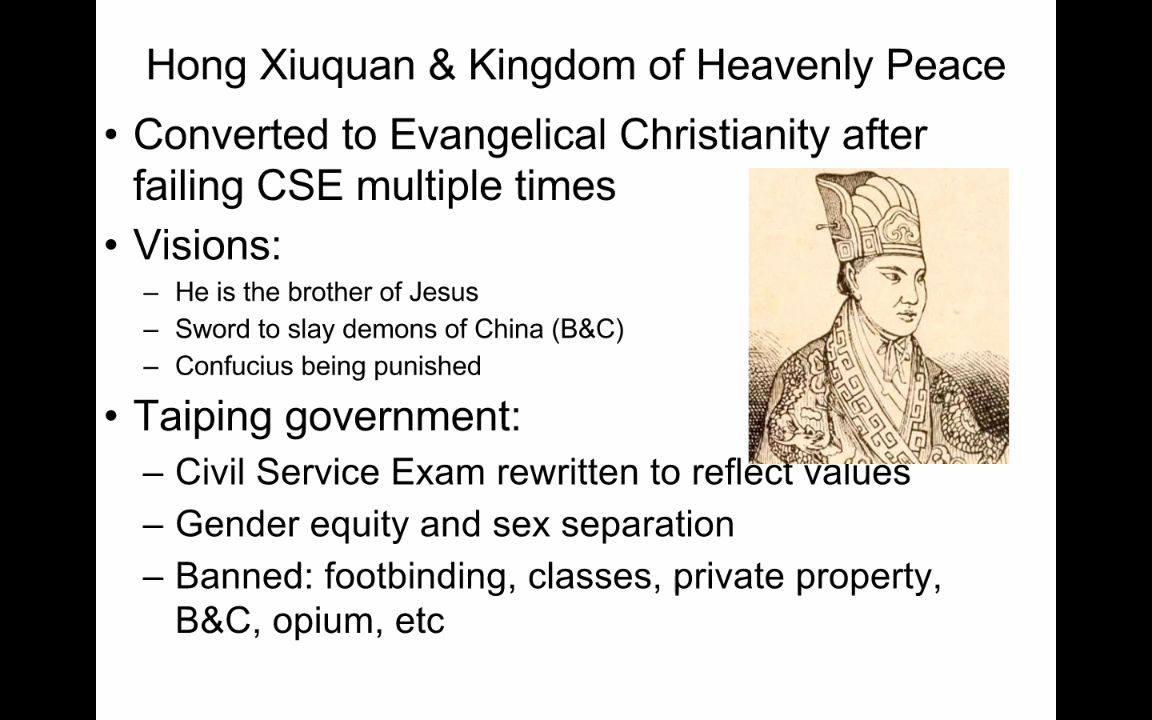 Hong Xiuquan & Kingdom of Heavenly Peace
• Converted to Evangelical Christianity after
failing CSE multiple times
• Visions:
– He is the brother of Jesus
– Sword to slay demons of China (B&C)
– Confucius being punished
• Taiping government:
– Civil Service Exam rewritten to reflect values
– Gender equity and sex separation
– Banned: footbinding, classes, private property,
B&C, opium, etc